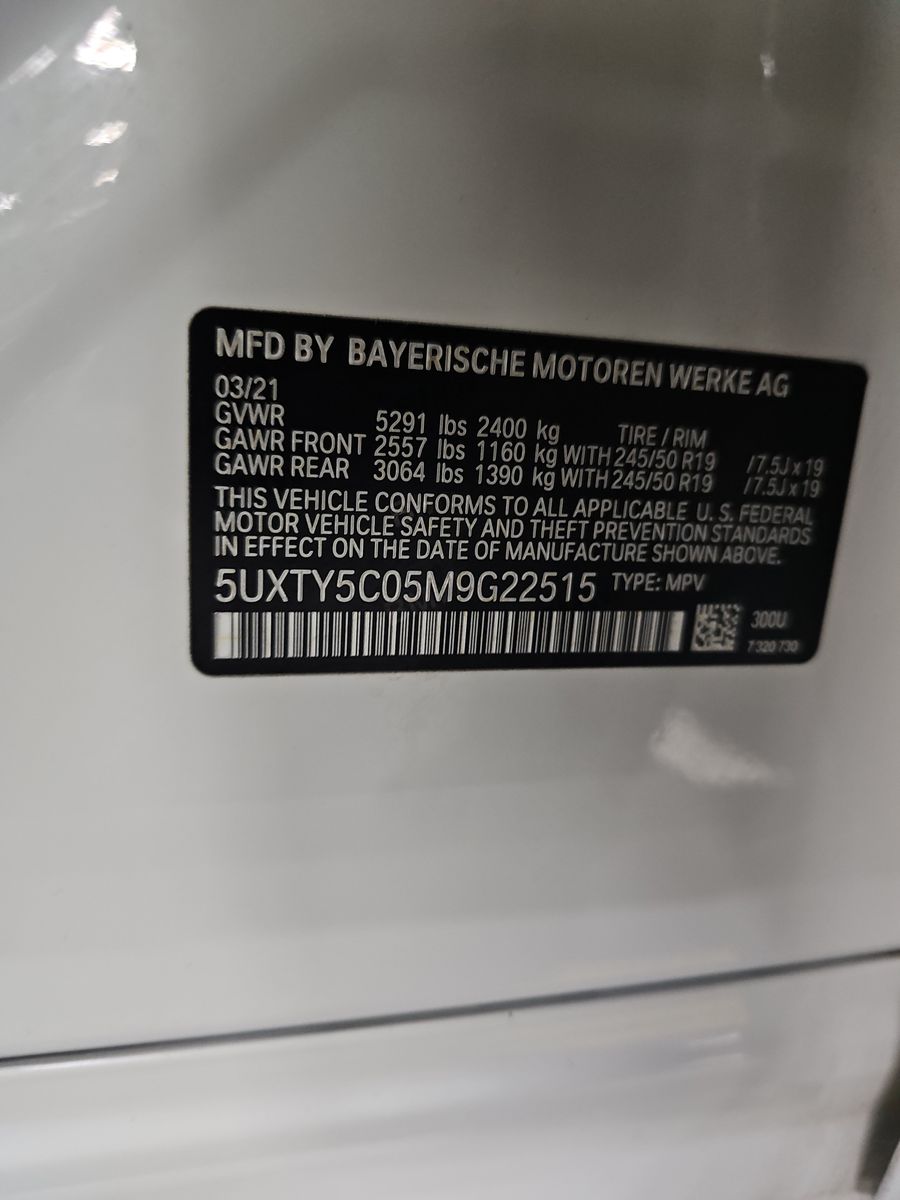 MFD BY BAYERISCHE MOTOREN WERKE AG
03/21
GVWR 5291 lbs 2400 kg TIRE / RIM
GAWR FRONT 2557 lbs 1160 kg WITH 245/50 R19 /7.5J x 19
GAWR REAR 3064 lbs 1390 kg WITH 245/50 R19 /7.5J x 19
THIS VEHICLE CONFORMS TO ALL APPLICABLE U. S. FEDERAL
MOTOR VEHICLE SAFETY AND THEFT PREVENTION STANDARDS
IN EFFECT ON THE DATE OF MANUFACTURE SHOWN ABOVE.
5UXTY5C05M9G22515 TYPE: MPV
300U
7 320 730